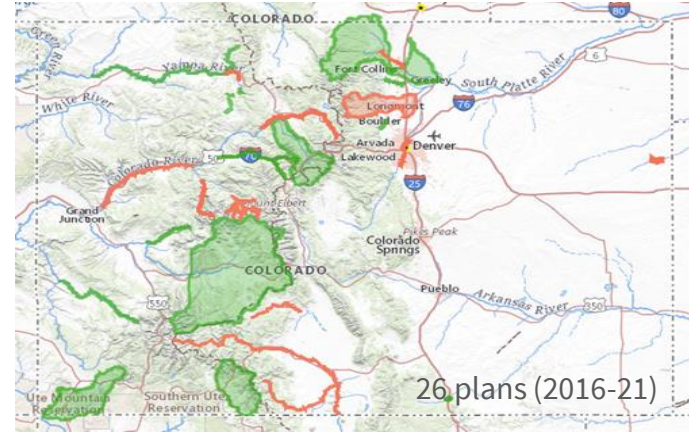 COLORADO
80
Green River
Yampa River
Fort Collins
Greeley
South Platte River
6
White River
Longmont
76
Boulder
Arvada
Denver
Lakewood
50
70
Colorado River
25
Grand
Junction
Mount Elbert
Pikes Peak
Colorado
Springs
COLORADO
Pueblo
Arkansas River
350
550
26 plans (2016-21)
Ute Mountain
Reservation
Southern Ute
Reservation